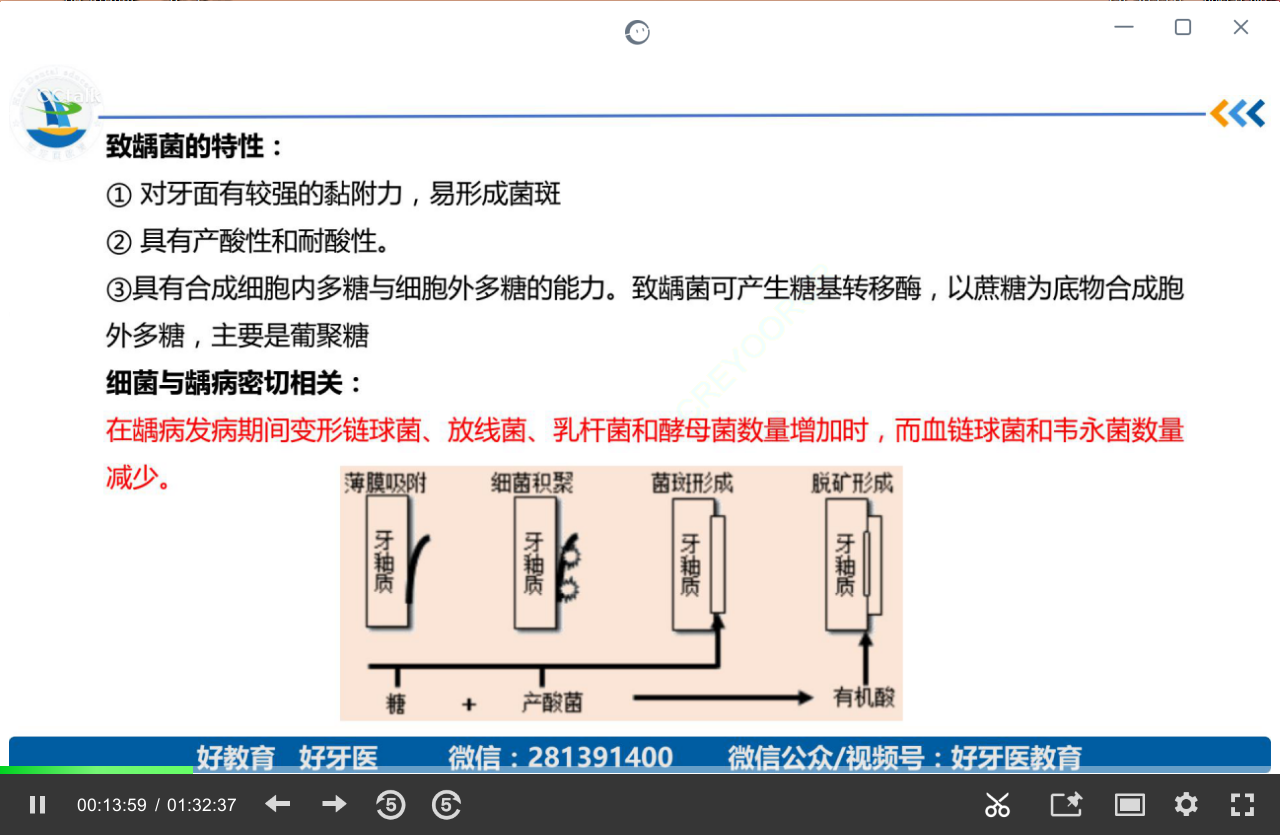 致龋菌的特性：
① 对牙面有较强的黏附力，易形成菌斑
② 具有产酸性和耐酸性。
③具有合成细胞内多糖与细胞外多糖的能力。致龋菌可产生糖基转移酶，以蔗糖为底物合成胞
外多糖，主要是葡聚糖
细菌与龋病密切相关：
在龋病发病期间变形链球菌、放线菌、乳杆菌和酵母菌数量增加时，而血链球菌和韦永菌数量
减少。
薄膜吸附 细菌积聚 菌斑形成 脱矿形成
牙釉质 牙釉质 牙釉质 牙釉质
糖 + 产酸菌 有机酸
好教育 好牙医 微信：281391400 微信公众/视频号：好牙医教育
00:13:59 / 01:32:37 5 5